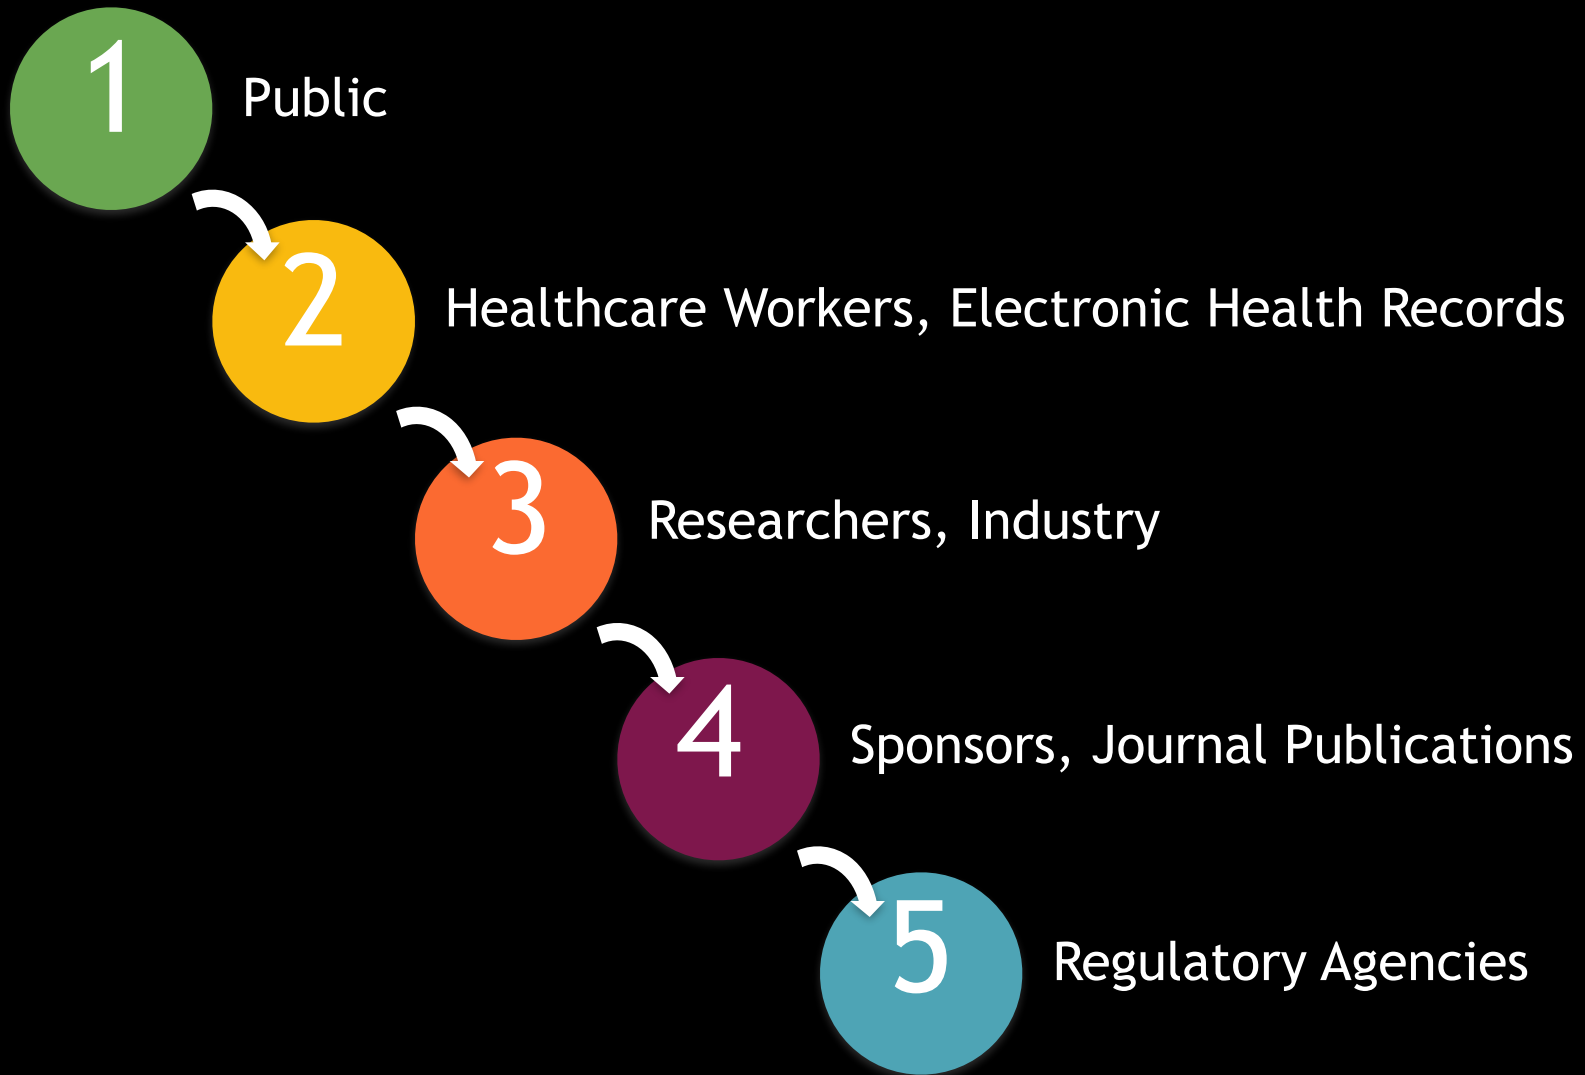 1
Public
2
Healthcare Workers, Electronic Health Records
3
Researchers, Industry
4
Sponsors, Journal Publications
5
Regulatory Agencies